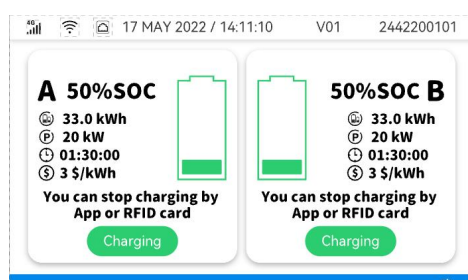 4G 17 MAY 2022 / 14:11:10 V01 2442200101
A 50%SOC
33.0 kWh
P 20 kW
01:30:00
$ 3 $/kWh
You can stop charging by
App or RFID card
Charging
50%SOC B
33.0 kWh
P 20 kW
01:30:00
$ 3 $/kWh
You can stop charging by
App or RFID card
Charging